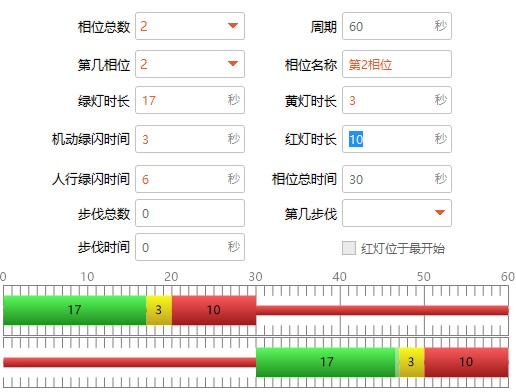 相位总数 2 周期 60 秒
第几相位 2 相位名称 第2相位
绿灯时长 17 秒 黄灯时长 3 秒
机动绿闪时间 3 秒 红灯时长 10 秒
人行绿闪时间 6 秒 相位总时间 30 秒
步伐总数 0 第几步伐
步伐时间 0 秒 红灯位于最开始
0 10 20 30 40 50 60
17 3 10
17 3 10